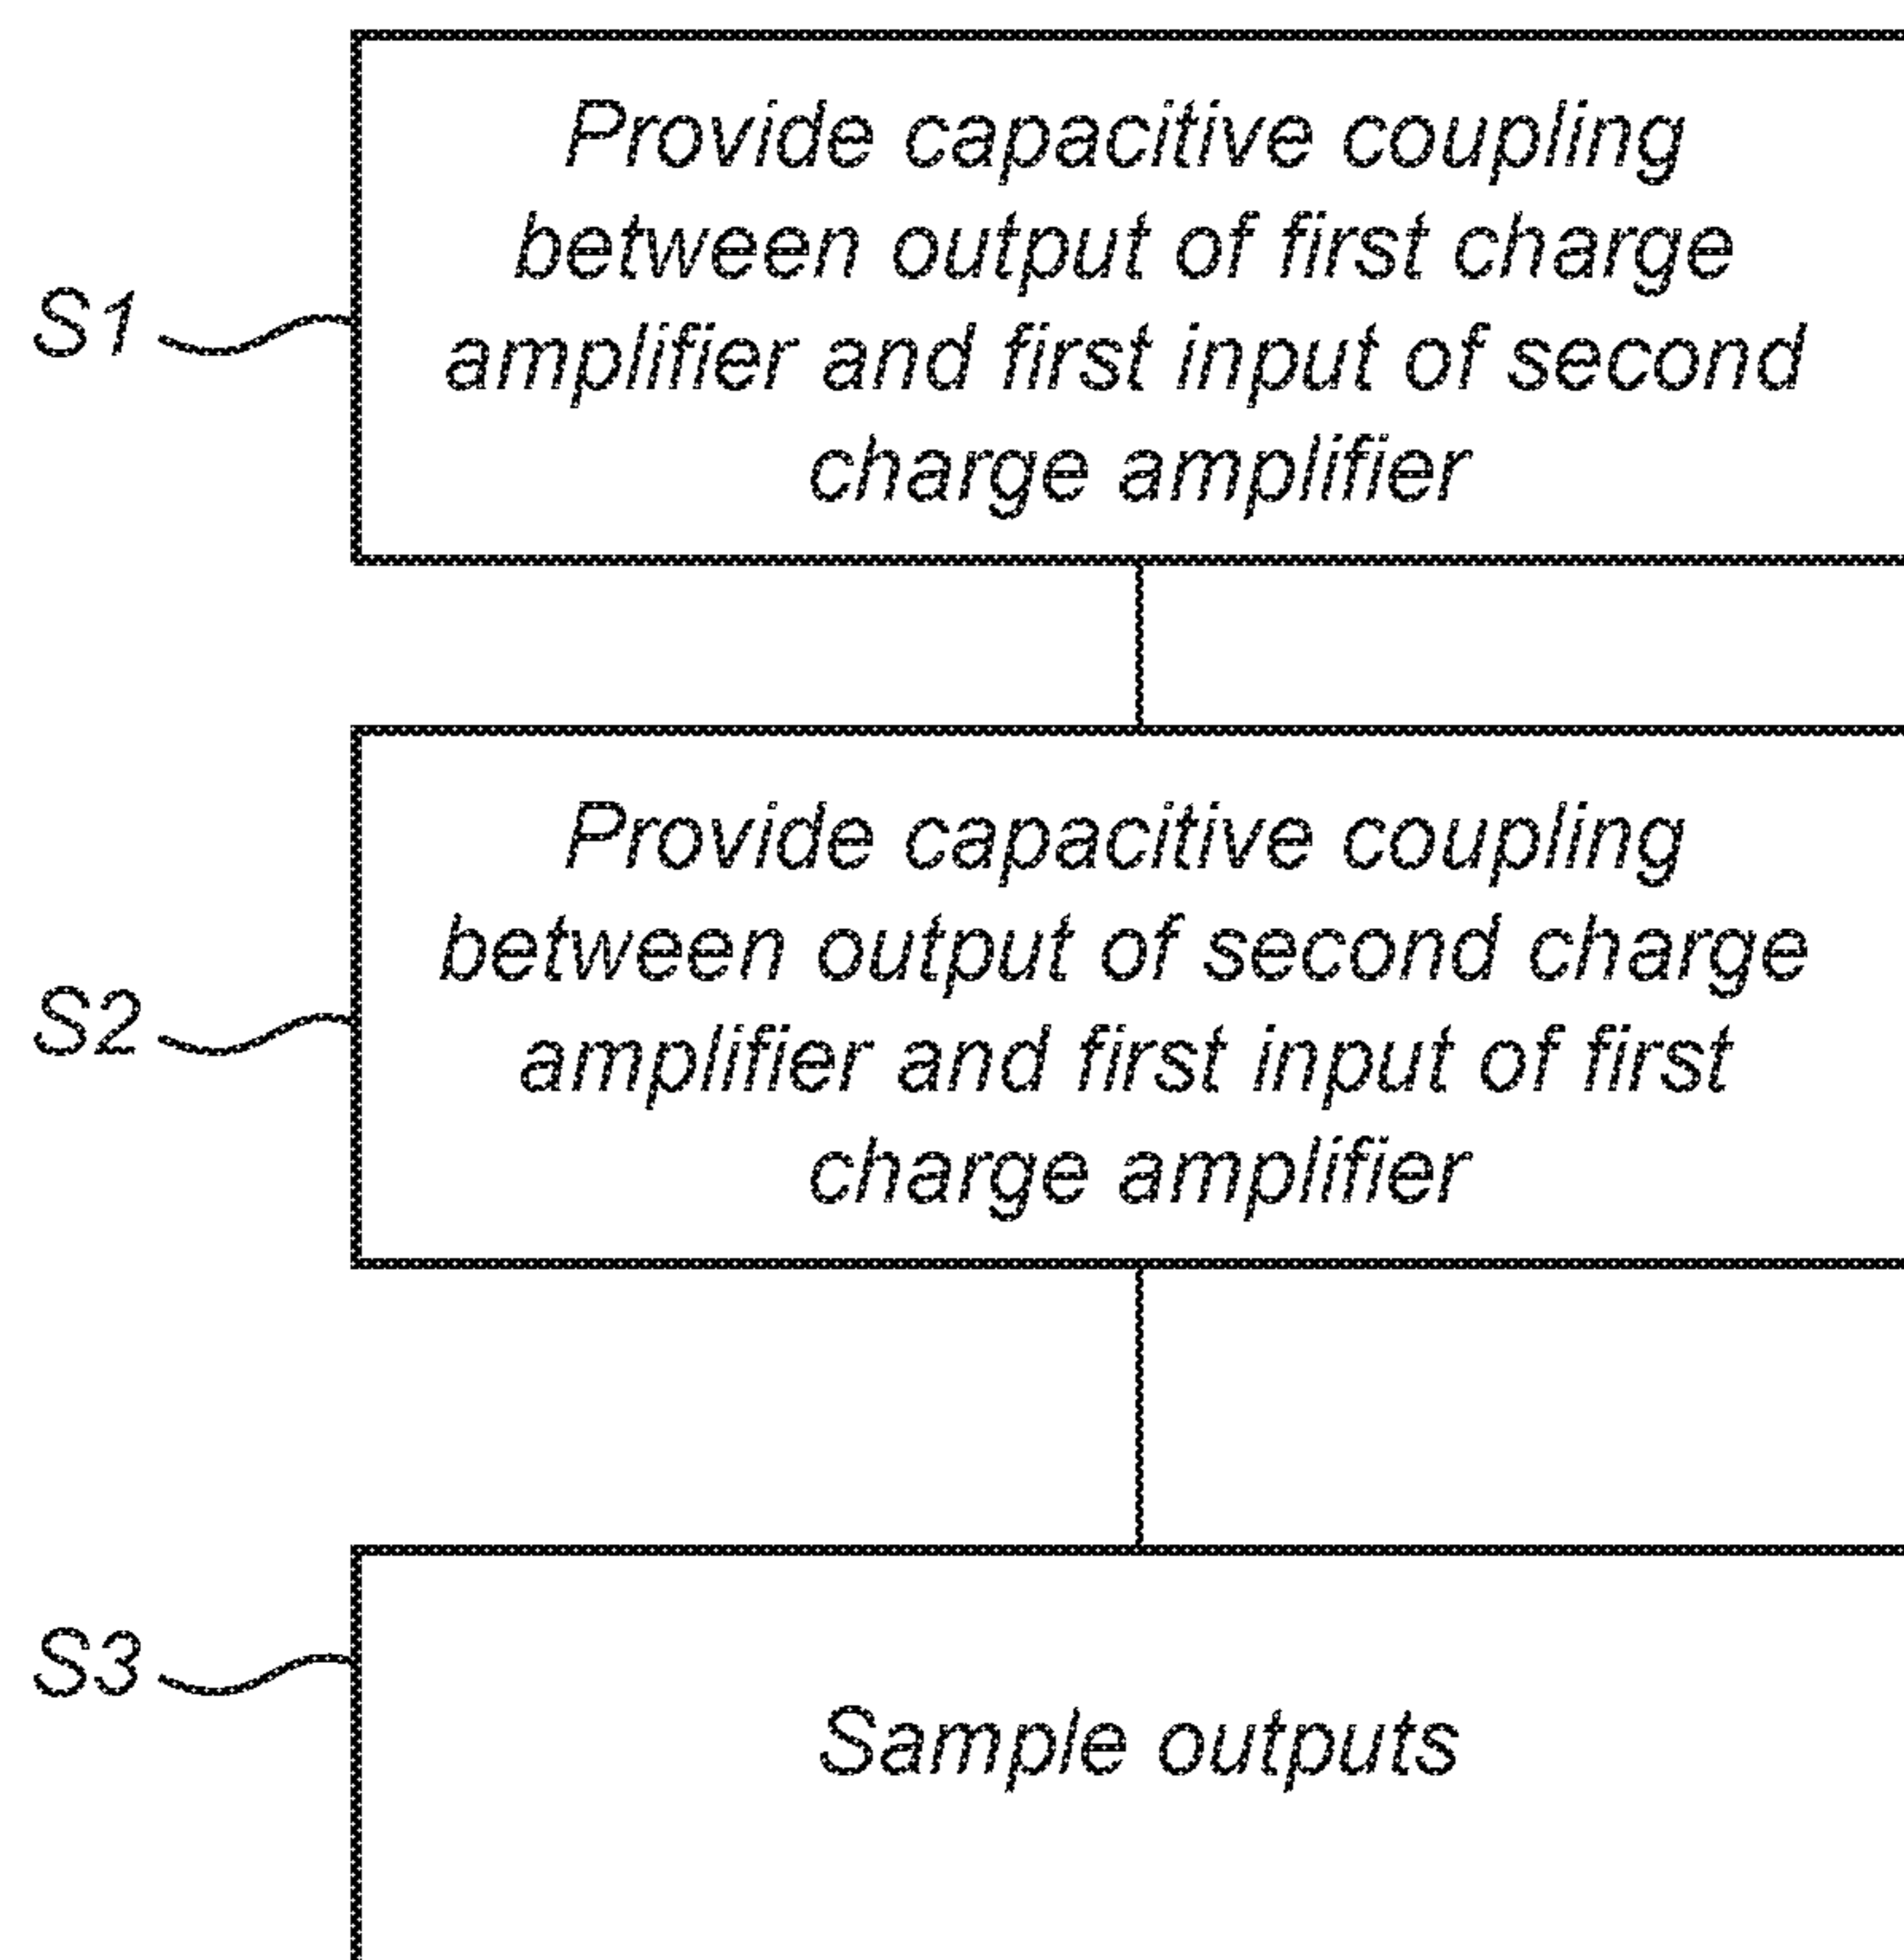 Provide capacitive coupling
between output of first charge
S1
amplifier and first input of second
charge amplifier
Provide capacitive coupling
between output of second charge
S2
amplifier and first input of first
charge amplifier
S3
Sample outputs